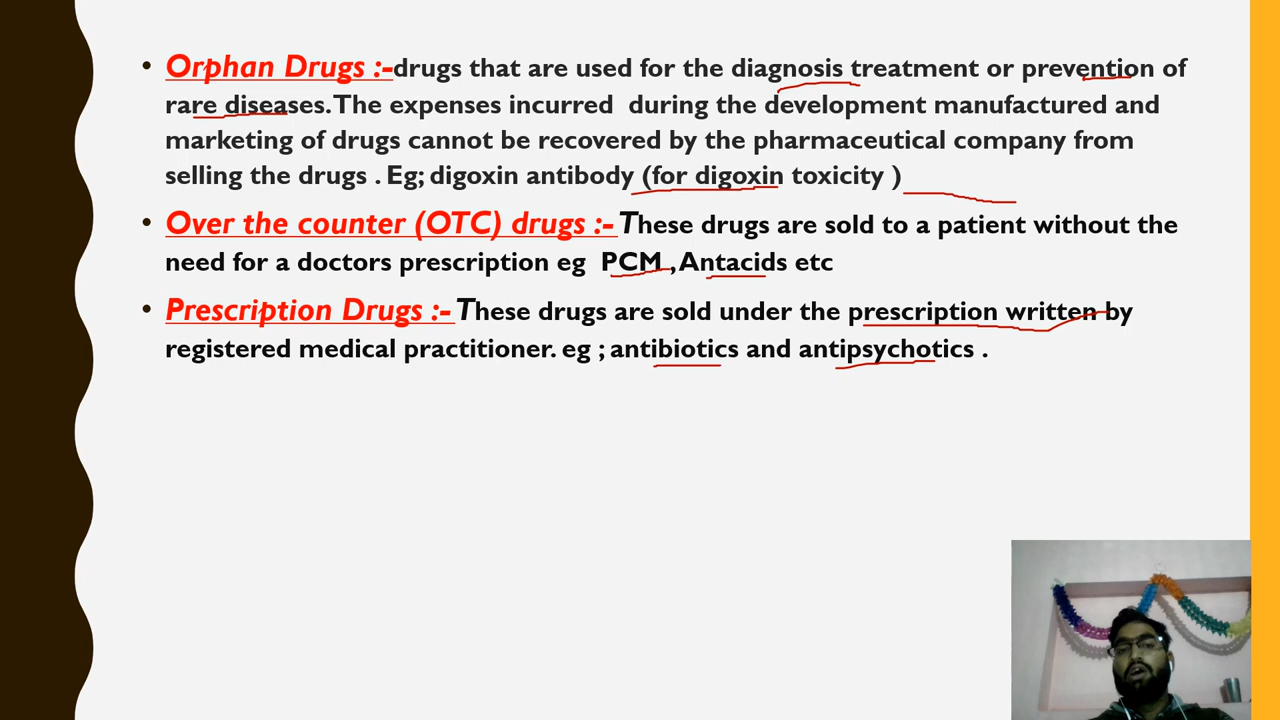 • Orphan Drugs :-drugs that are used for the diagnosis treatment or prevention of
rare diseases.The expenses incurred during the development manufactured and
marketing of drugs cannot be recovered by the pharmaceutical company from
selling the drugs . Eg; digoxin antibody (for digoxin toxicity )
• Over the counter (OTC) drugs :- These drugs are sold to a patient without the
need for a doctors prescription eg PCM ,Antacids etc
• Prescription Drugs :- These drugs are sold under the prescription written by
registered medical practitioner. eg ; antibiotics and antipsychotics .